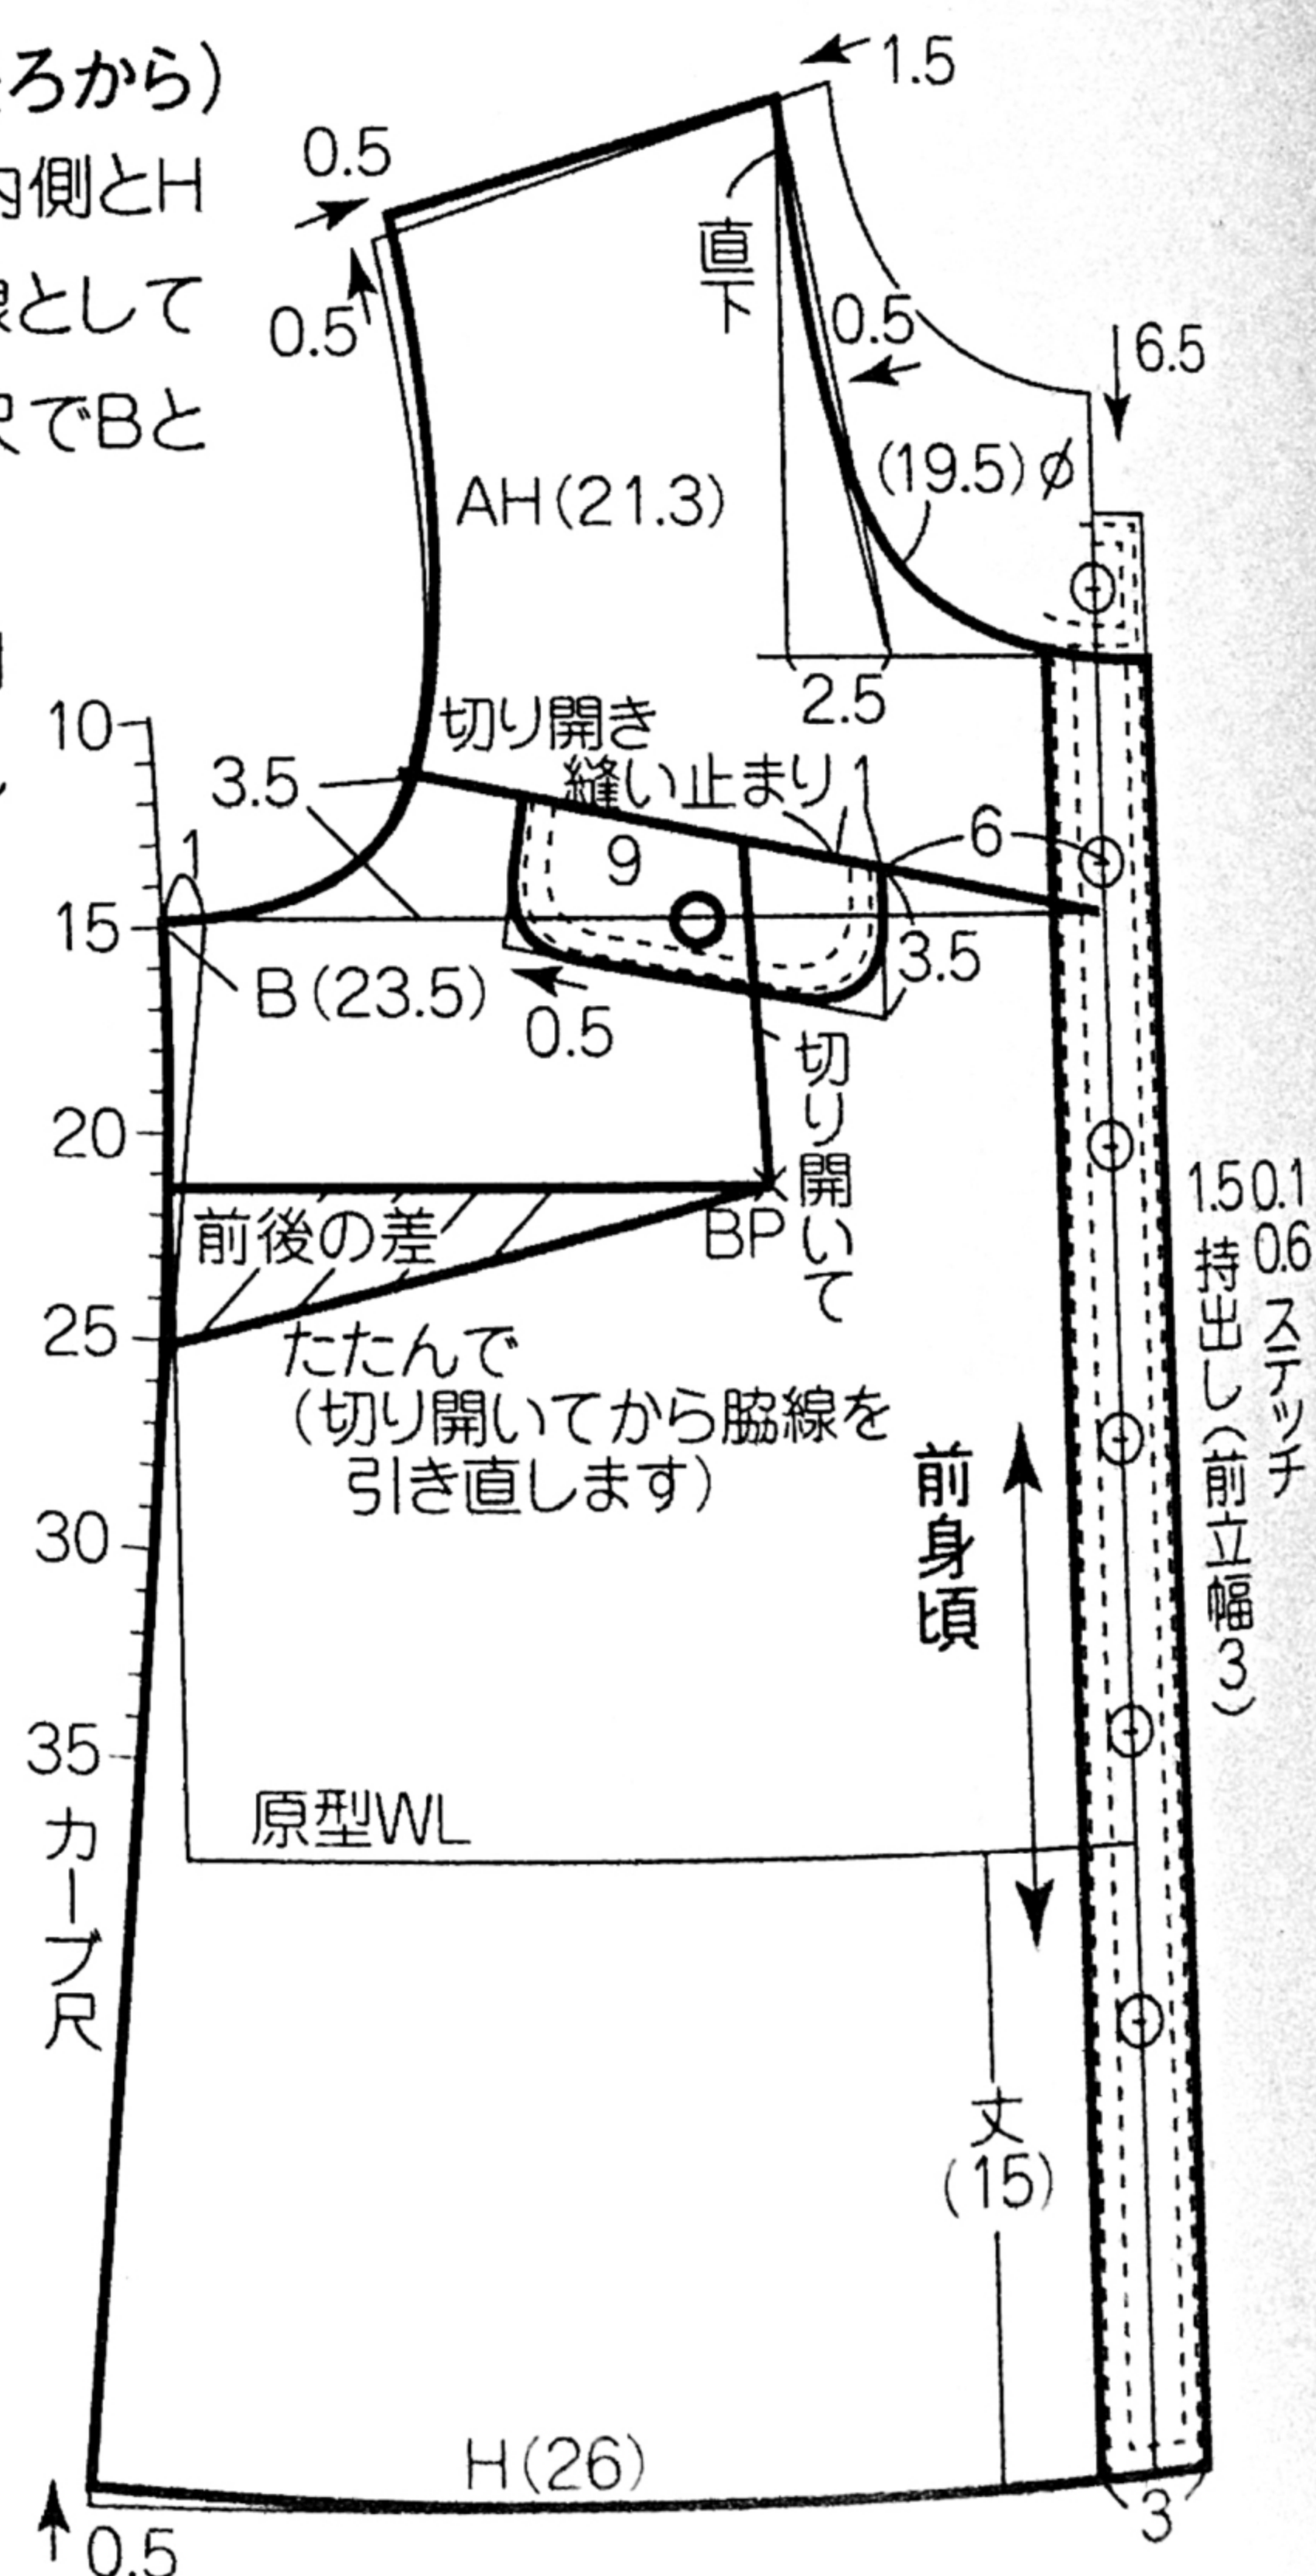 ろから)
内側とH
線として
尺でBと
1.5
0.5
0.5
直下
0.5
6.5
(19.5)φ
AH(21.3)
2.5
10
切り開き
縫い止まり
1
3.5
6
1
9
15
B(23.5)
3.5
0.5
切り開いて
20
BP
前後の差
1.5 持出し(前立幅3)
0.1
0.6 ステッチ
25
たたんで
(切り開いてから脇線を
引き直します)
前身頃
30
35
カーブ尺
原型WL
丈
(15)
H(26)
3
0.5